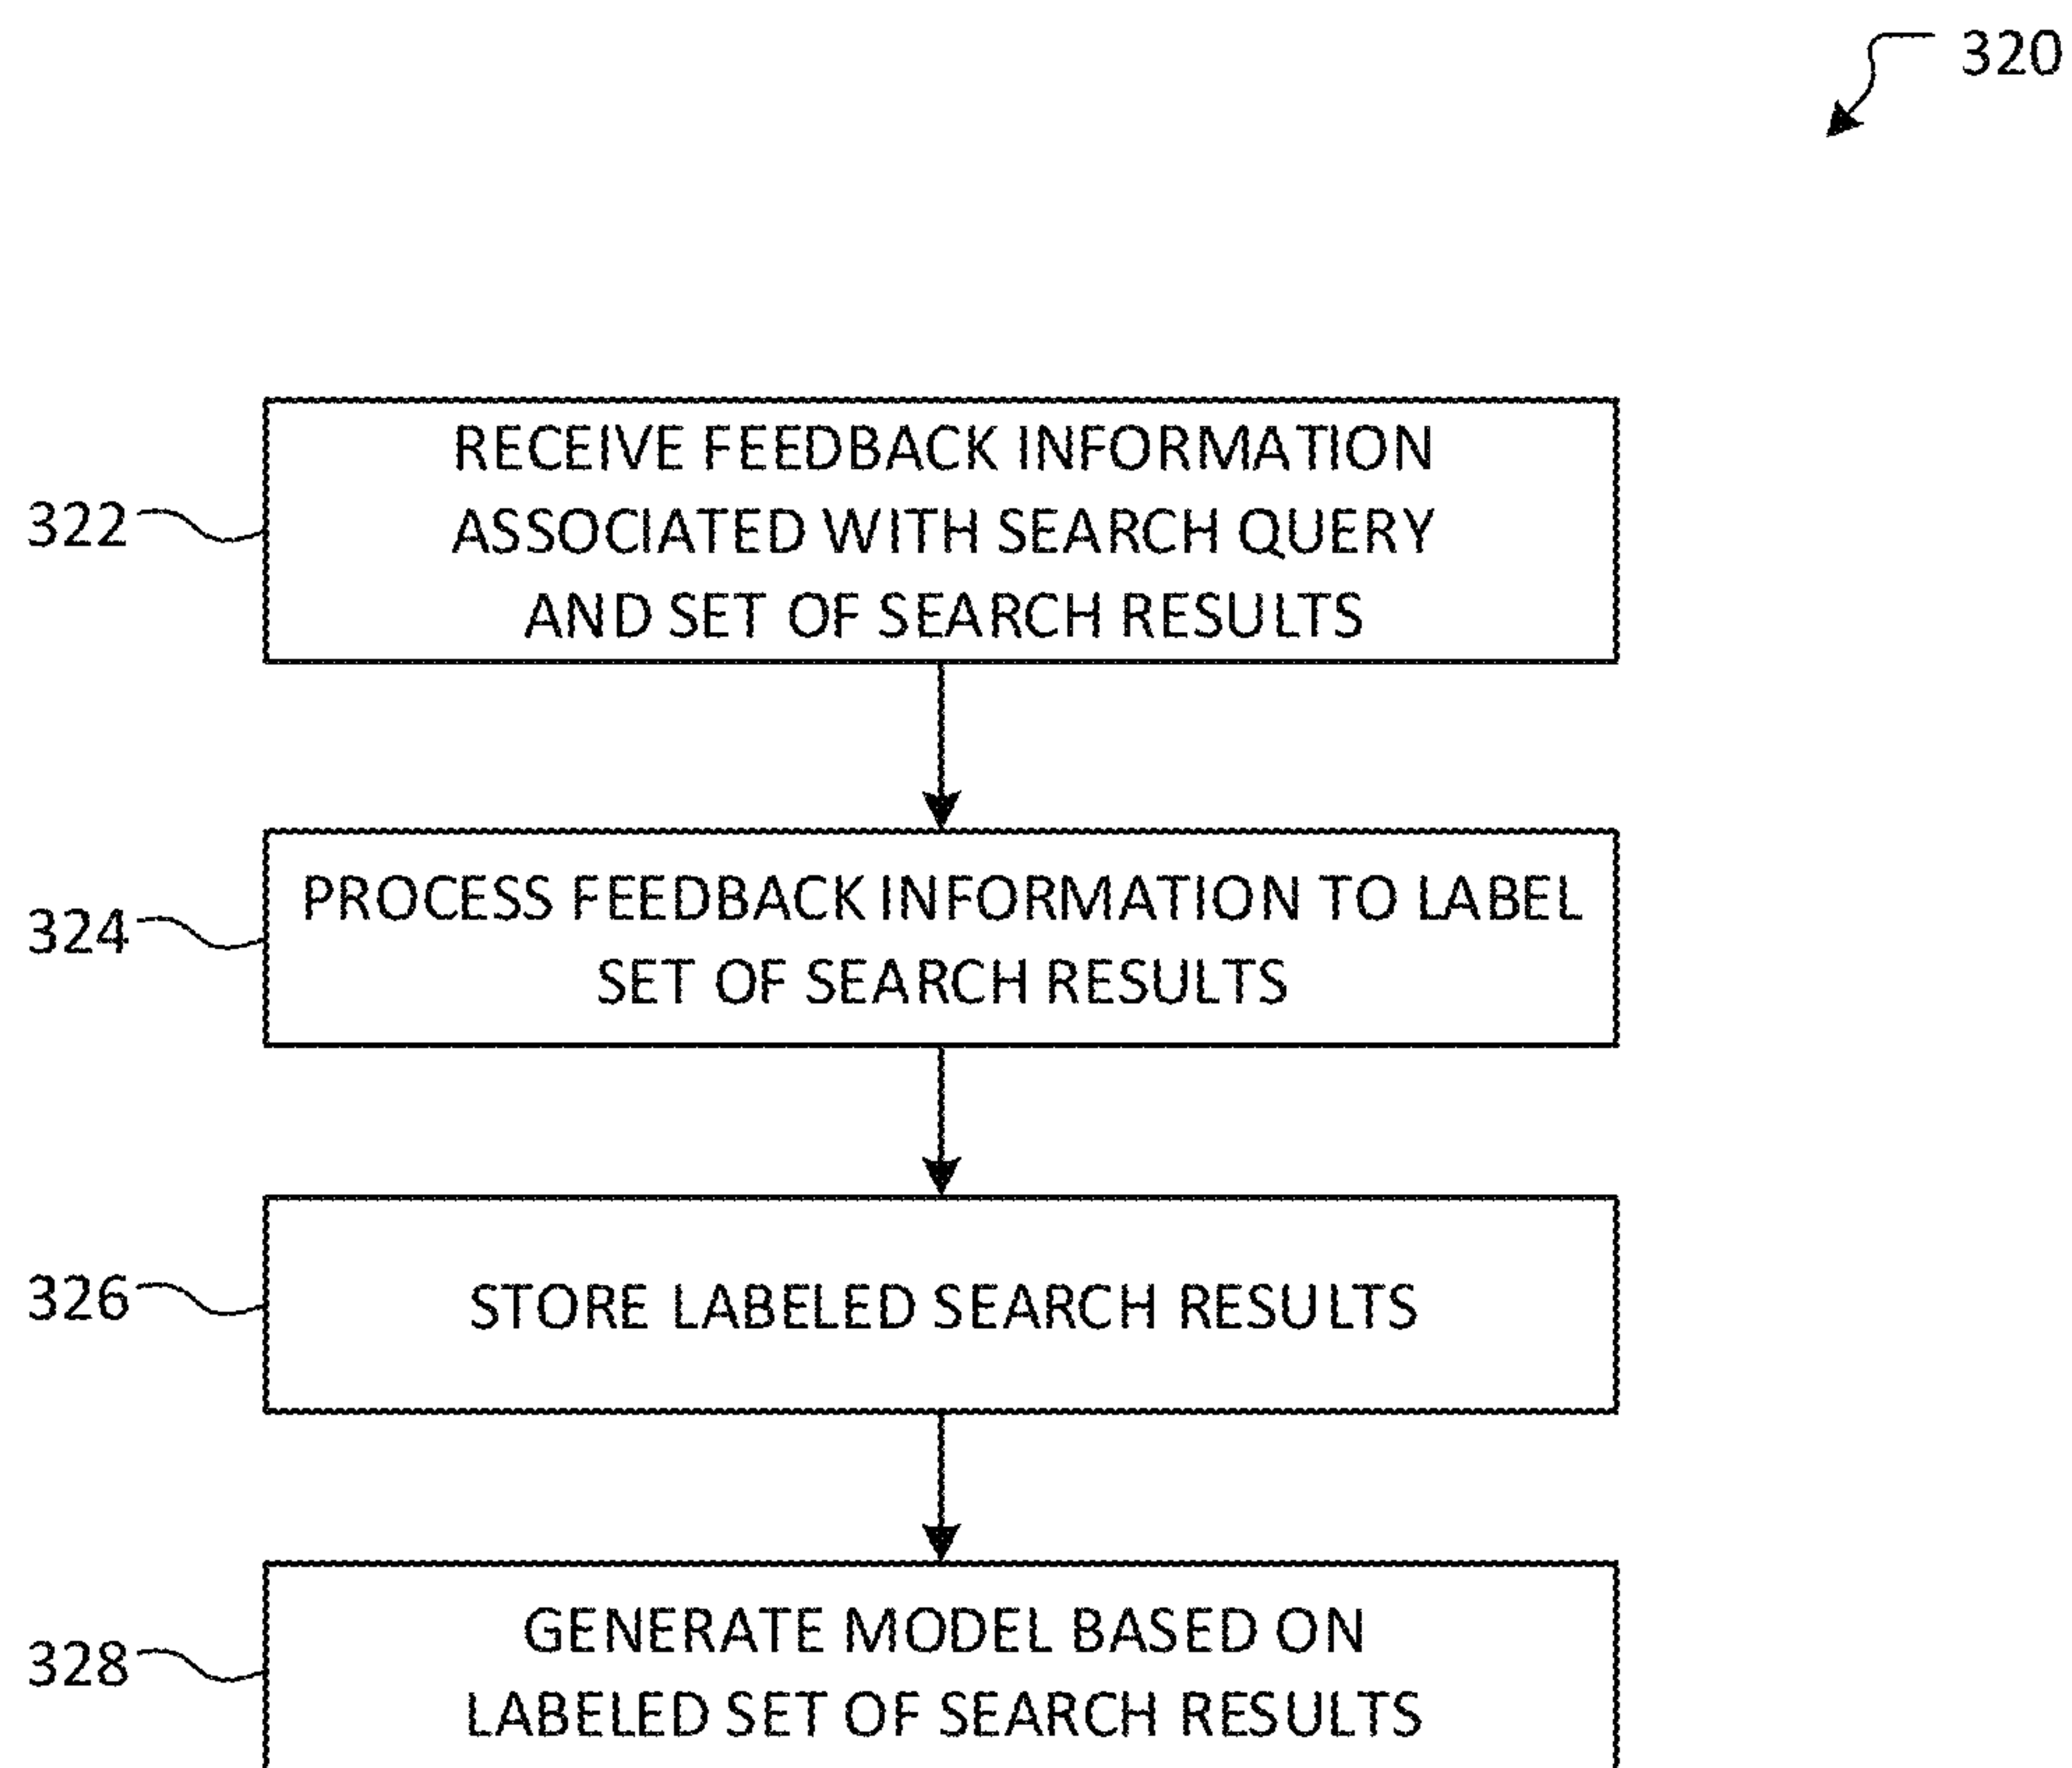 320
322
RECEIVE FEEDBACK INFORMATION
ASSOCIATED WITH SEARCH QUERY
AND SET OF SEARCH RESULTS
324
PROCESS FEEDBACK INFORMATION TO LABEL
SET OF SEARCH RESULTS
326
STORE LABELED SEARCH RESULTS
328
GENERATE MODEL BASED ON
LABELED SET OF SEARCH RESULTS